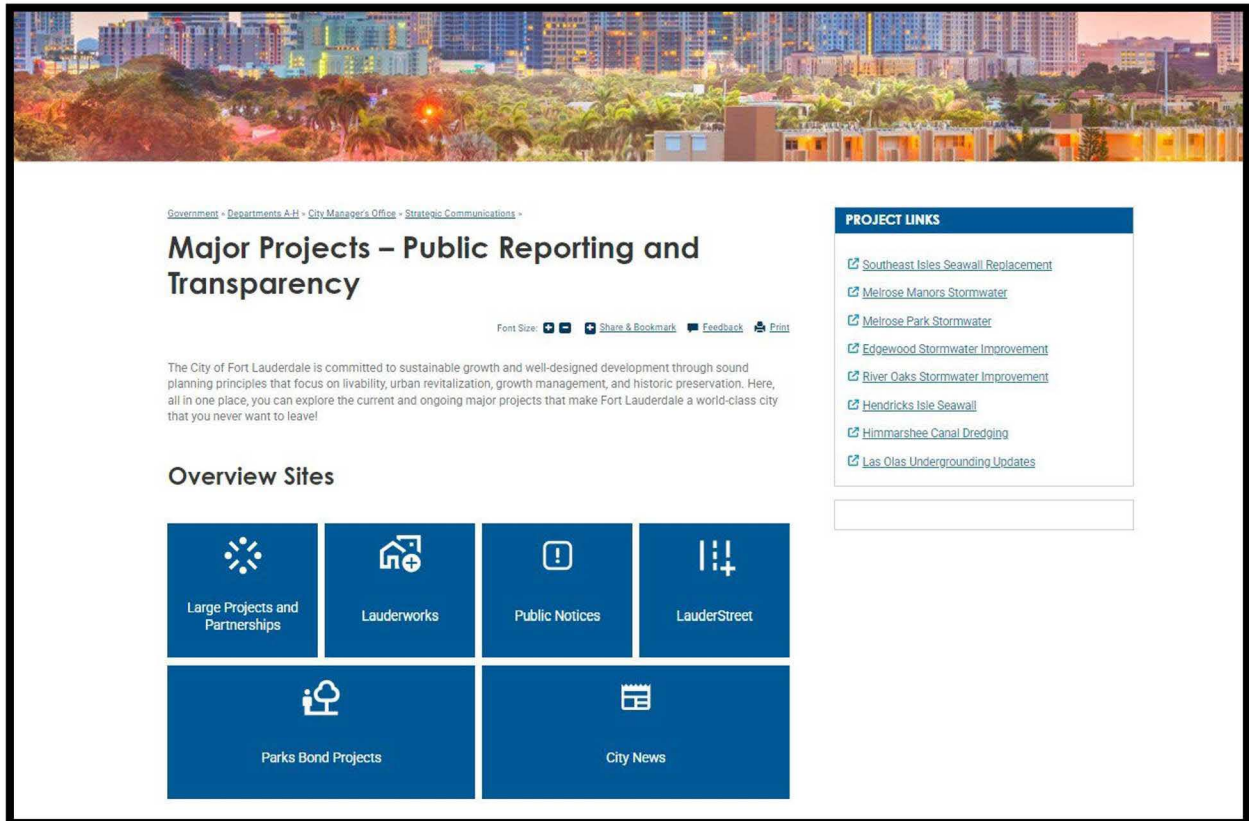 Government » Departments A-H » City Manager's Office » Strategic Communications »
Major Projects – Public Reporting and
Transparency
Font Size: + - + Share & Bookmark Feedback Print
The City of Fort Lauderdale is committed to sustainable growth and well-designed development through sound
planning principles that focus on livability, urban revitalization, growth management, and historic preservation. Here,
all in one place, you can explore the current and ongoing major projects that make Fort Lauderdale a world-class city
that you never want to leave!
Overview Sites
Large Projects and
Partnerships
Lauderworks
Public Notices
LauderStreet
Parks Bond Projects
City News
PROJECT LINKS
Southeast Isles Seawall Replacement
Melrose Manors Stormwater
Melrose Park Stormwater
Edgewood Stormwater Improvement
River Oaks Stormwater Improvement
Hendricks Isle Seawall
Himmarshee Canal Dredging
Las Olas Undergrounding Updates